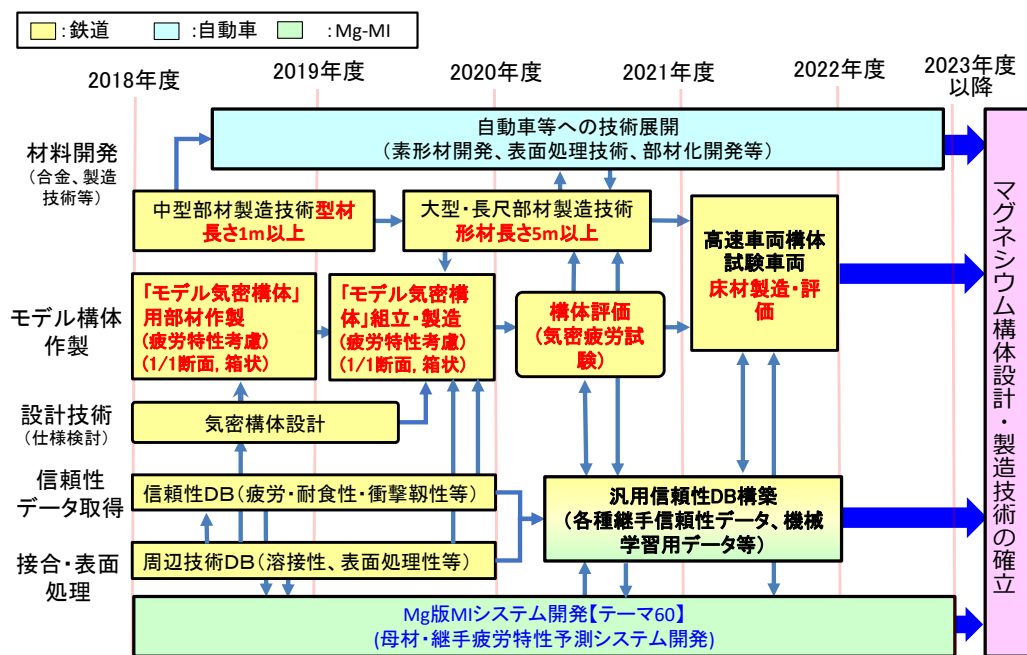 :鉄道
:自動車
:Mg-MI
2018年度
2019年度
2020年度
2021年度
2022年度
2023年度
以降
材料開発
(合金、製造
技術等)
自動車等への技術展開
(素形材開発、表面処理技術、部材化開発等)
中型部材製造技術型材
長さ1m以上
大型・長尺部材製造技術
形材長さ5m以上
高速車両構体
試験車両
床材製造・評
価
モデル構体
作製
「モデル気密構体」
用部材作製
(疲労特性考慮)
(1/1断面, 箱状)
「モデル気密構
体」組立・製造
(疲労特性考慮)
(1/1断面, 箱状)
構体評価
(気密疲労試
験)
設計技術
(仕様検討)
気密構体設計
信頼性
データ取得
信頼性DB(疲労・耐食性・衝撃靱性等)
汎用信頼性DB構築
(各種継手信頼性データ、機械
学習用データ等)
接合・表面
処理
周辺技術DB(溶接性、表面処理性等)
Mg版MIシステム開発【テーマ60】
(母材・継手疲労特性予測システム開発)
マグネシウム構体設計・製造技術の確立